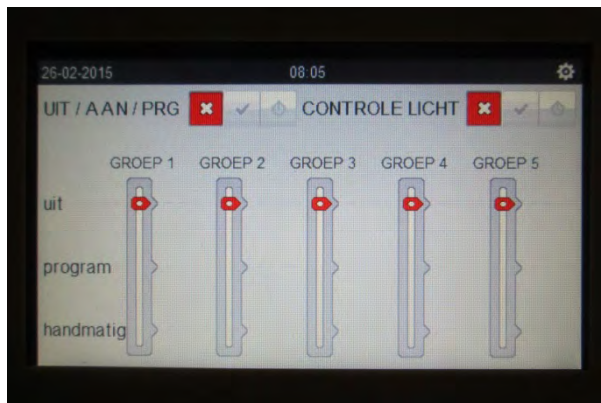 26-02-2015 08:05
UIT / AAN / PRG CONTROLE LICHT
GROEP 1 GROEP 2 GROEP 3 GROEP 4 GROEP 5
uit
program
handmatig